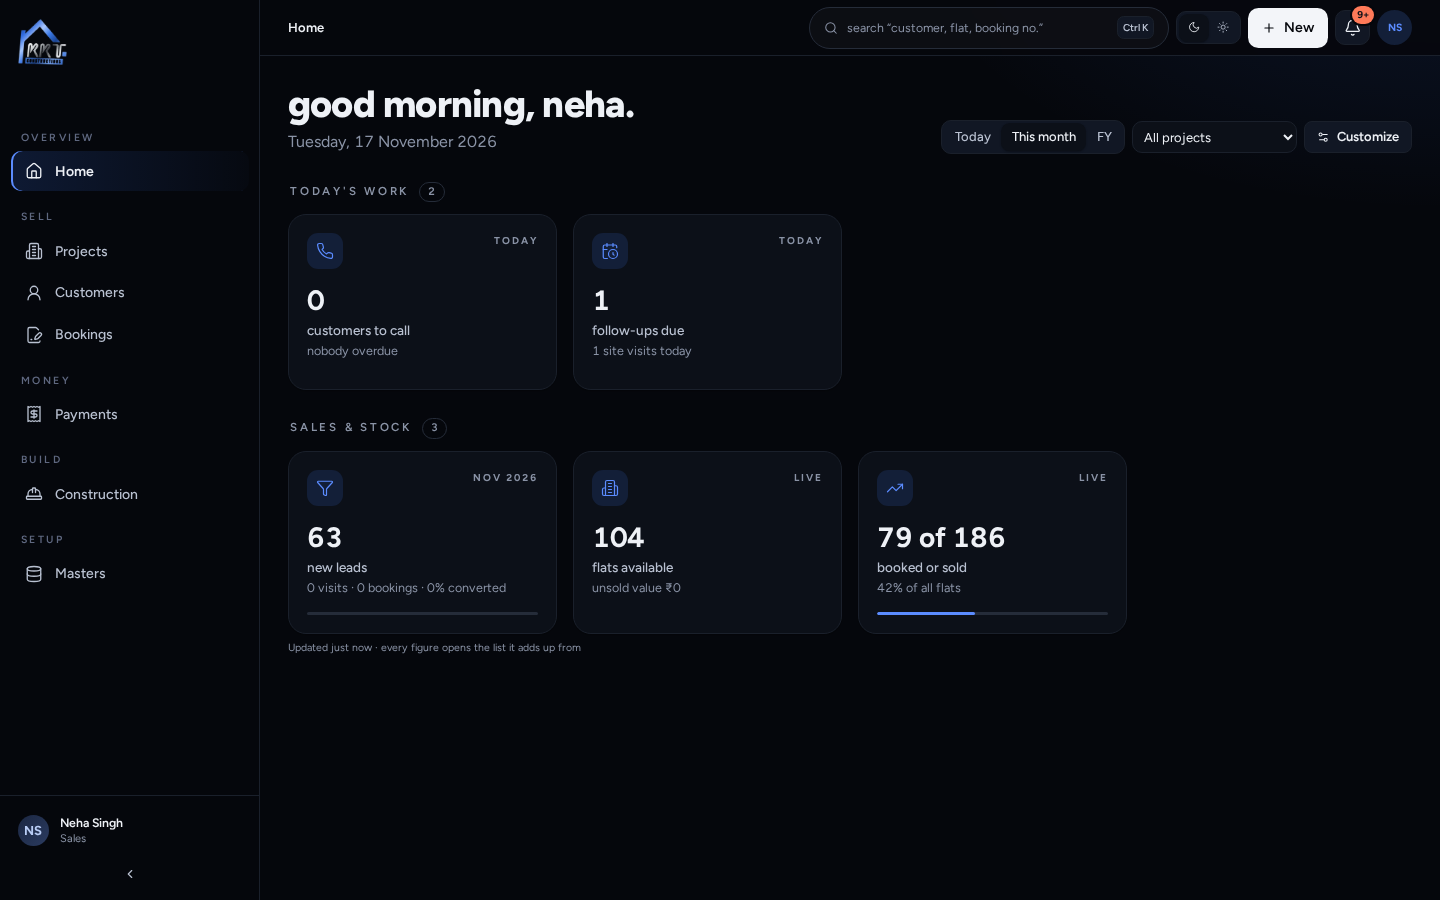 Home
search “customer, flat, booking no.”
Ctrl K
New
9+
NS
OVERVIEW
Home
SELL
Projects
Customers
Bookings
MONEY
Payments
BUILD
Construction
SETUP
Masters
Neha Singh
Sales
NS
good morning, neha.
Tuesday, 17 November 2026
Today
This month
FY
All projects
Customize
TODAY'S WORK 2
TODAY
0
customers to call
nobody overdue
TODAY
1
follow-ups due
1 site visits today
SALES & STOCK 3
NOV 2026
63
new leads
0 visits · 0 bookings · 0% converted
LIVE
104
flats available
unsold value ₹0
LIVE
79 of 186
booked or sold
42% of all flats
Updated just now · every figure opens the list it adds up from